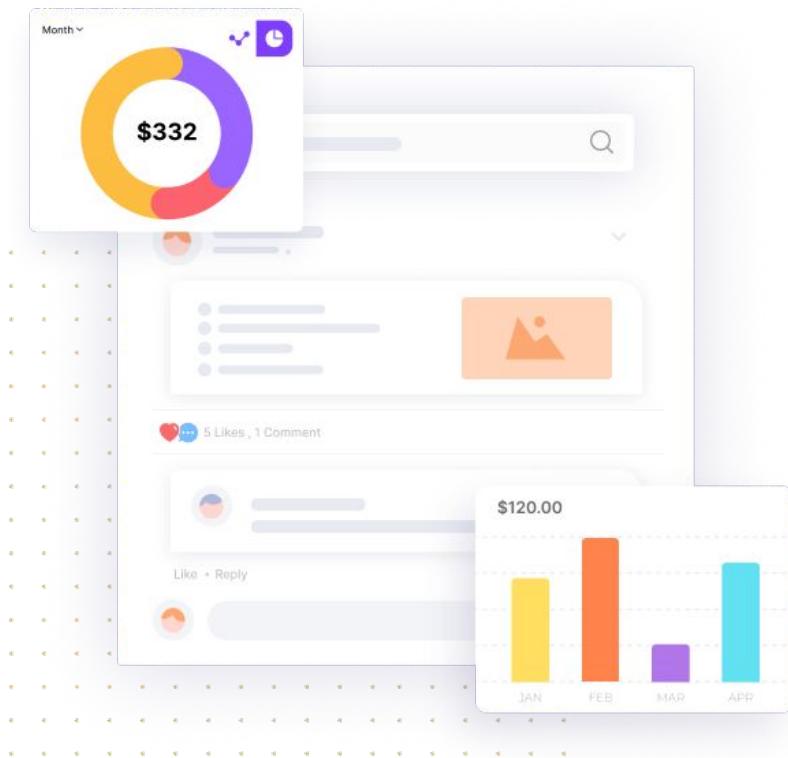 Month
$332
5 Likes , 1 Comment
$120.00
Like • Reply
JAN FEB MAR APR